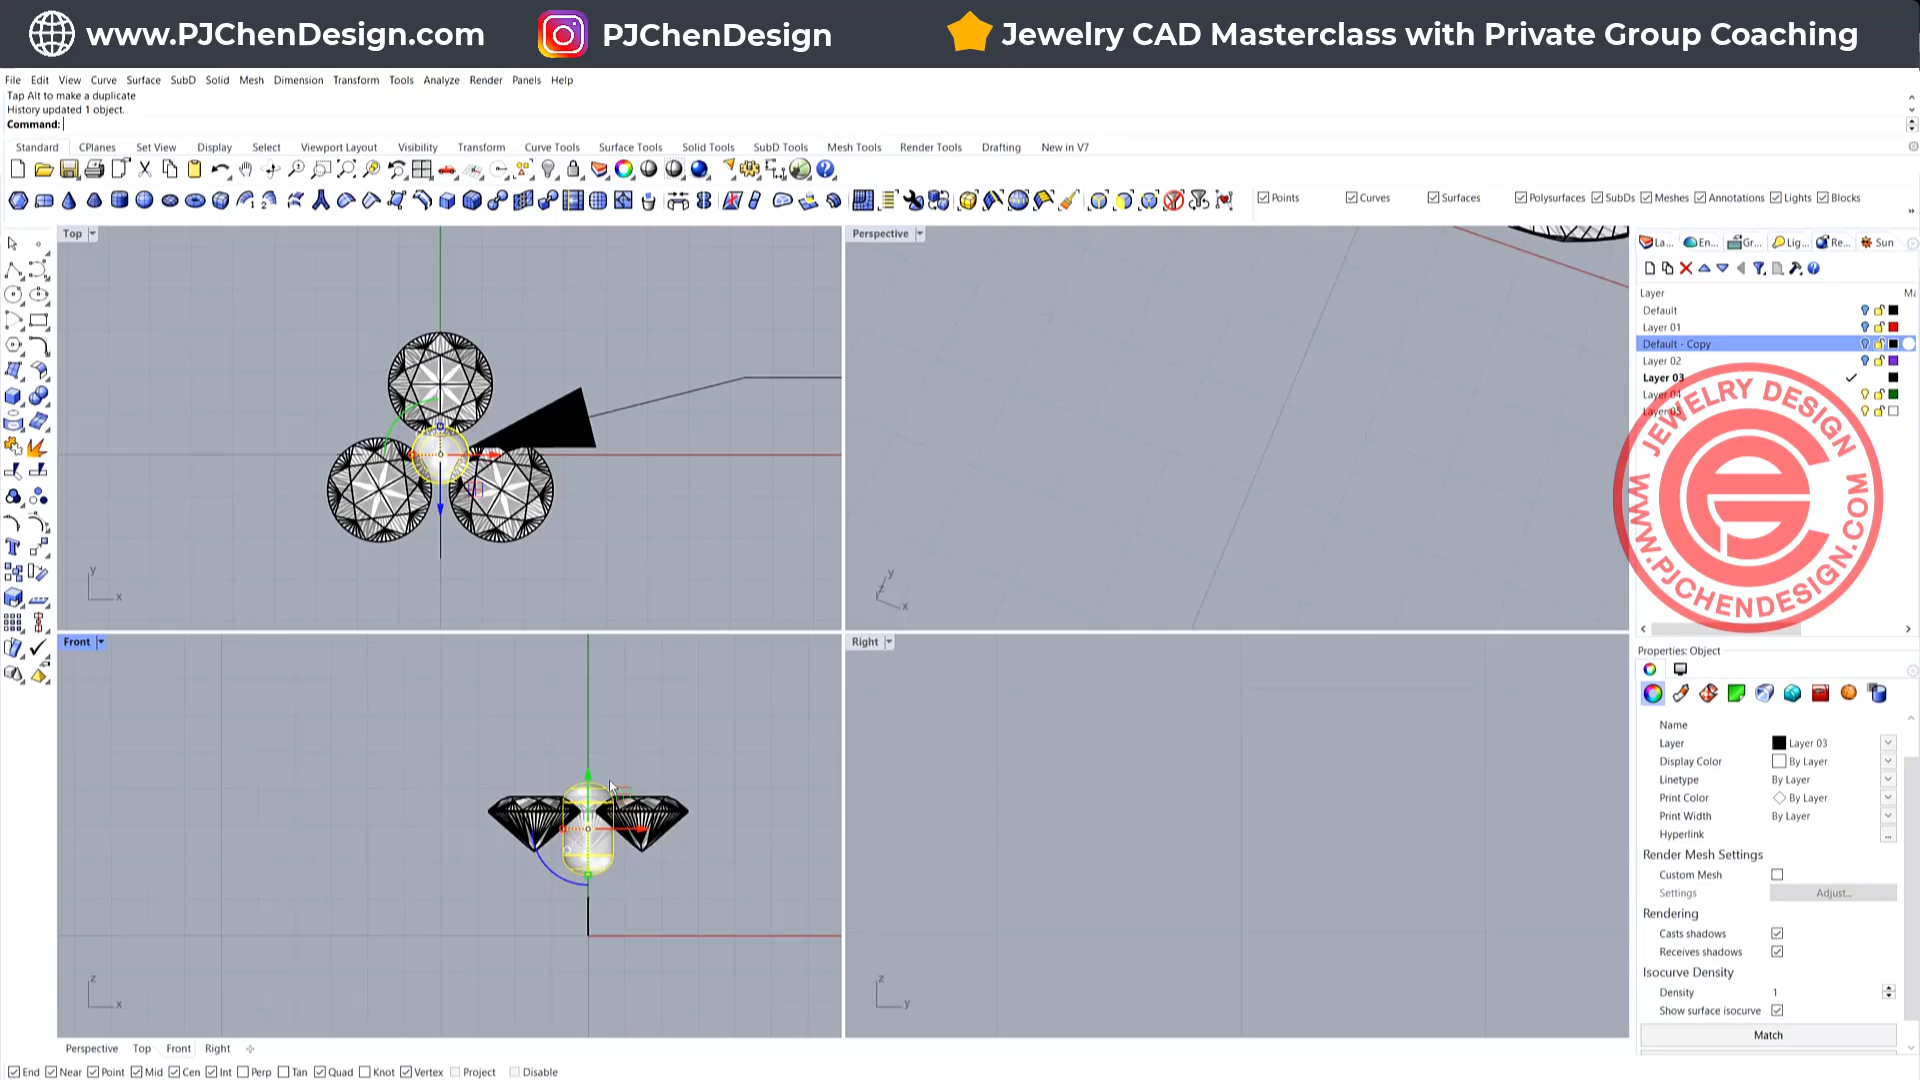 www.PJChenDesign.com PJChenDesign Jewelry CAD Masterclass with Private Group Coaching
File Edit View Curve Surface SubD Solid Mesh Dimension Transform Tools Analyze Render Panels Help
Tap Alt to make a duplicate
History updated 1 object.
Command:
Standard CPlanes Set View Display Select Viewport Layout Visibility Transform Curve Tools Surface Tools Solid Tools SubD Tools Mesh Tools Render Tools Drafting New in V7
Points Curves Surfaces Polysurfaces SubDs Meshes Annotations Lights Blocks
Top
Perspective
La... En... Gr... Lig... Re... Sun
Layer
Default
Layer 01
Default - Copy
Layer 02
Layer 03
JEWELRY DESIGN
WWW.PJCHENDESIGN.COM
y
x
y
z
x
Front
Right
z
x
z
y
Properties: Object
Name
Layer Layer 03
Display Color By Layer
Linetype By Layer
Print Color By Layer
Print Width By Layer
Hyperlink ...
Render Mesh Settings
Custom Mesh
Settings Adjust...
Rendering
Casts shadows
Receives shadows
Isocurve Density
Density 1
Show surface isocurve
Match
Perspective Top Front Right
End Near Point Mid Cen Int Perp Tan Quad Knot Vertex Project Disable